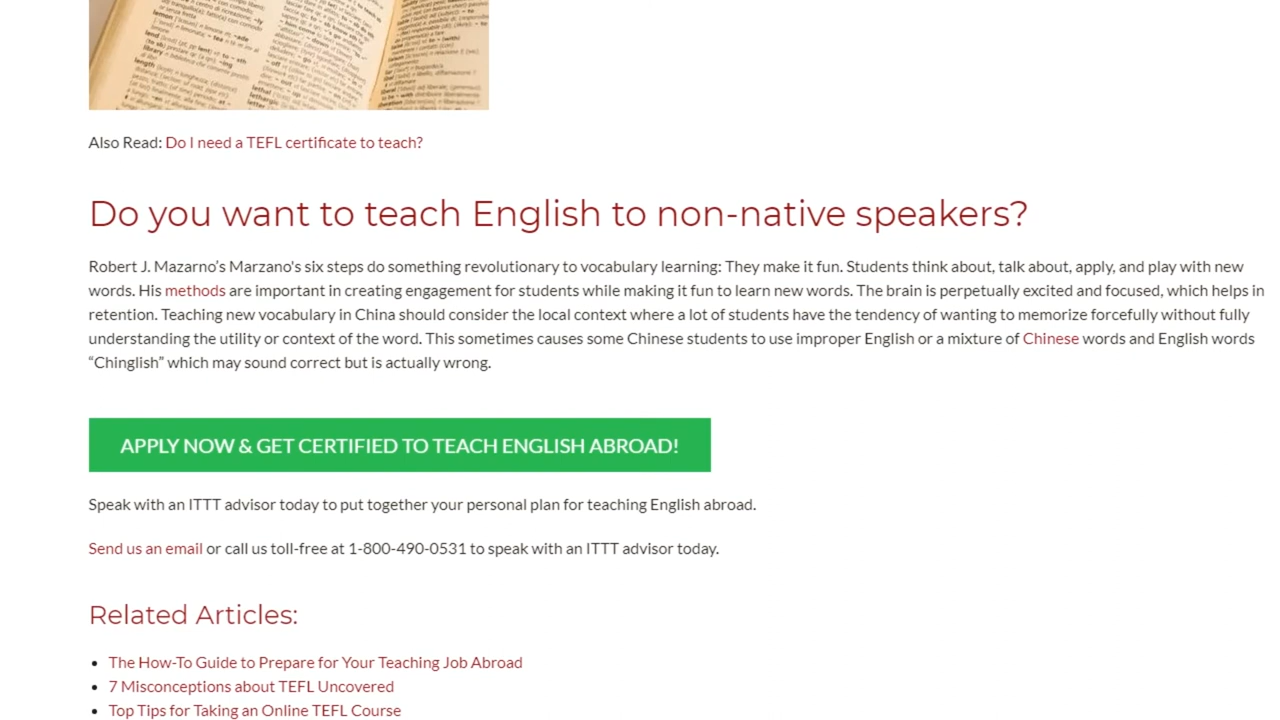 lemon
lend
library
length
lethal
lethargic
letter
liberal
Also Read: Do I need a TEFL certificate to teach?
Do you want to teach English to non-native speakers?
Robert J. Mazarno’s Marzano's six steps do something revolutionary to vocabulary learning: They make it fun. Students think about, talk about, apply, and play with new
words. His methods are important in creating engagement for students while making it fun to learn new words. The brain is perpetually excited and focused, which helps in
retention. Teaching new vocabulary in China should consider the local context where a lot of students have the tendency of wanting to memorize forcefully without fully
understanding the utility or context of the word. This sometimes causes some Chinese students to use improper English or a mixture of Chinese words and English words
“Chinglish” which may sound correct but is actually wrong.
APPLY NOW & GET CERTIFIED TO TEACH ENGLISH ABROAD!
Speak with an ITTT advisor today to put together your personal plan for teaching English abroad.
Send us an email or call us toll-free at 1-800-490-0531 to speak with an ITTT advisor today.
Related Articles:
• The How-To Guide to Prepare for Your Teaching Job Abroad
• 7 Misconceptions about TEFL Uncovered
• Top Tips for Taking an Online TEFL Course